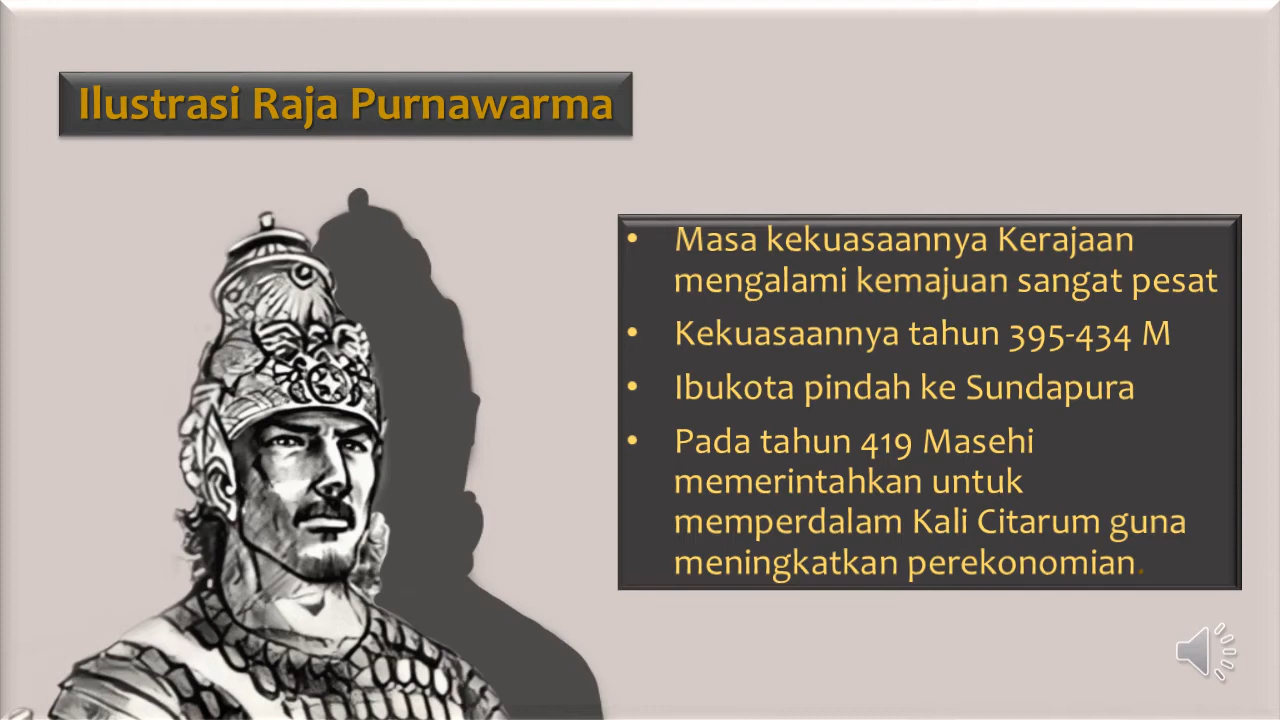 Ilustrasi Raja Purnawarma
• Masa kekuasaannya Kerajaan
mengalami kemajuan sangat pesat
• Kekuasaannya tahun 395-434 M
• Ibukota pindah ke Sundapura
• Pada tahun 419 Masehi
memerintahkan untuk
memperdalam Kali Citarum guna
meningkatkan perekonomian.